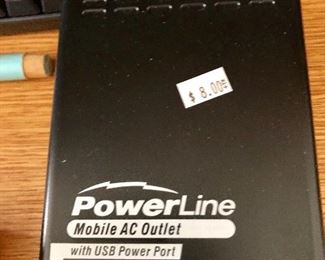 $ 8.00
PowerLine
Mobile AC Outlet
with USB Power Port